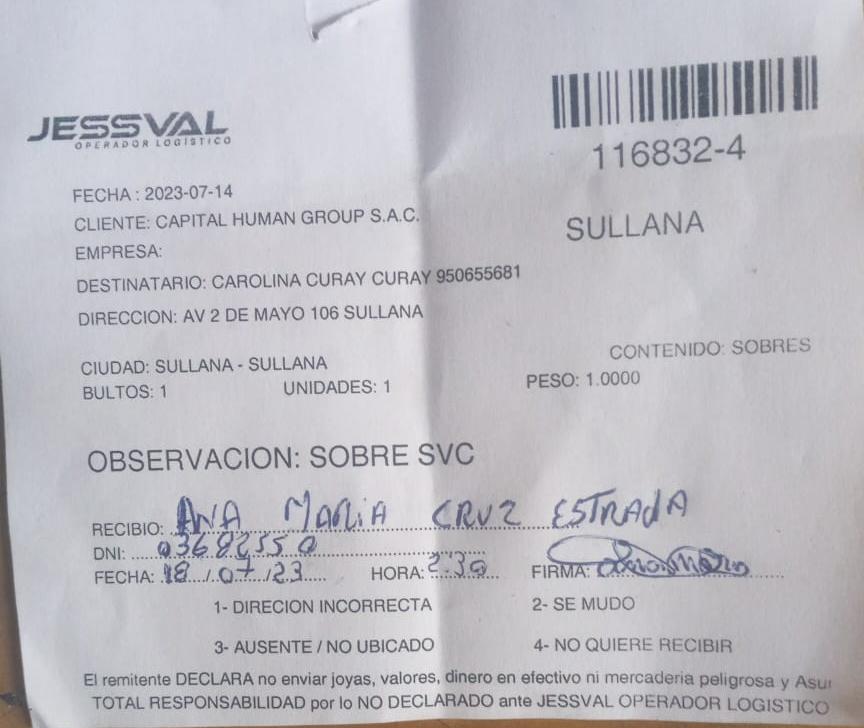 JESSVAL
OPERADOR LOGÍSTICO
116832-4
SULLANA
FECHA : 2023-07-14
CLIENTE: CAPITAL HUMAN GROUP S.A.C.
EMPRESA:
DESTINATARIO: CAROLINA CURAY CURAY 950655681
DIRECCION: AV 2 DE MAYO 106 SULLANA
CIUDAD: SULLANA - SULLANA
CONTENIDO: SOBRES
BULTOS: 1 UNIDADES: 1 PESO: 1.0000
OBSERVACION: SOBRE SVC
RECIBIO: ANA MARIA CRUZ ESTRADA
DNI: 03682550
FECHA: 18/07/23 HORA: 2:30 FIRMA:
1- DIRECION INCORRECTA 2- SE MUDO
3- AUSENTE / NO UBICADO 4- NO QUIERE RECIBIR
El remitente DECLARA no enviar joyas, valores, dinero en efectivo ni mercaderia peligrosa y Asu
TOTAL RESPONSABILIDAD por lo NO DECLARADO ante JESSVAL OPERADOR LOGISTICO